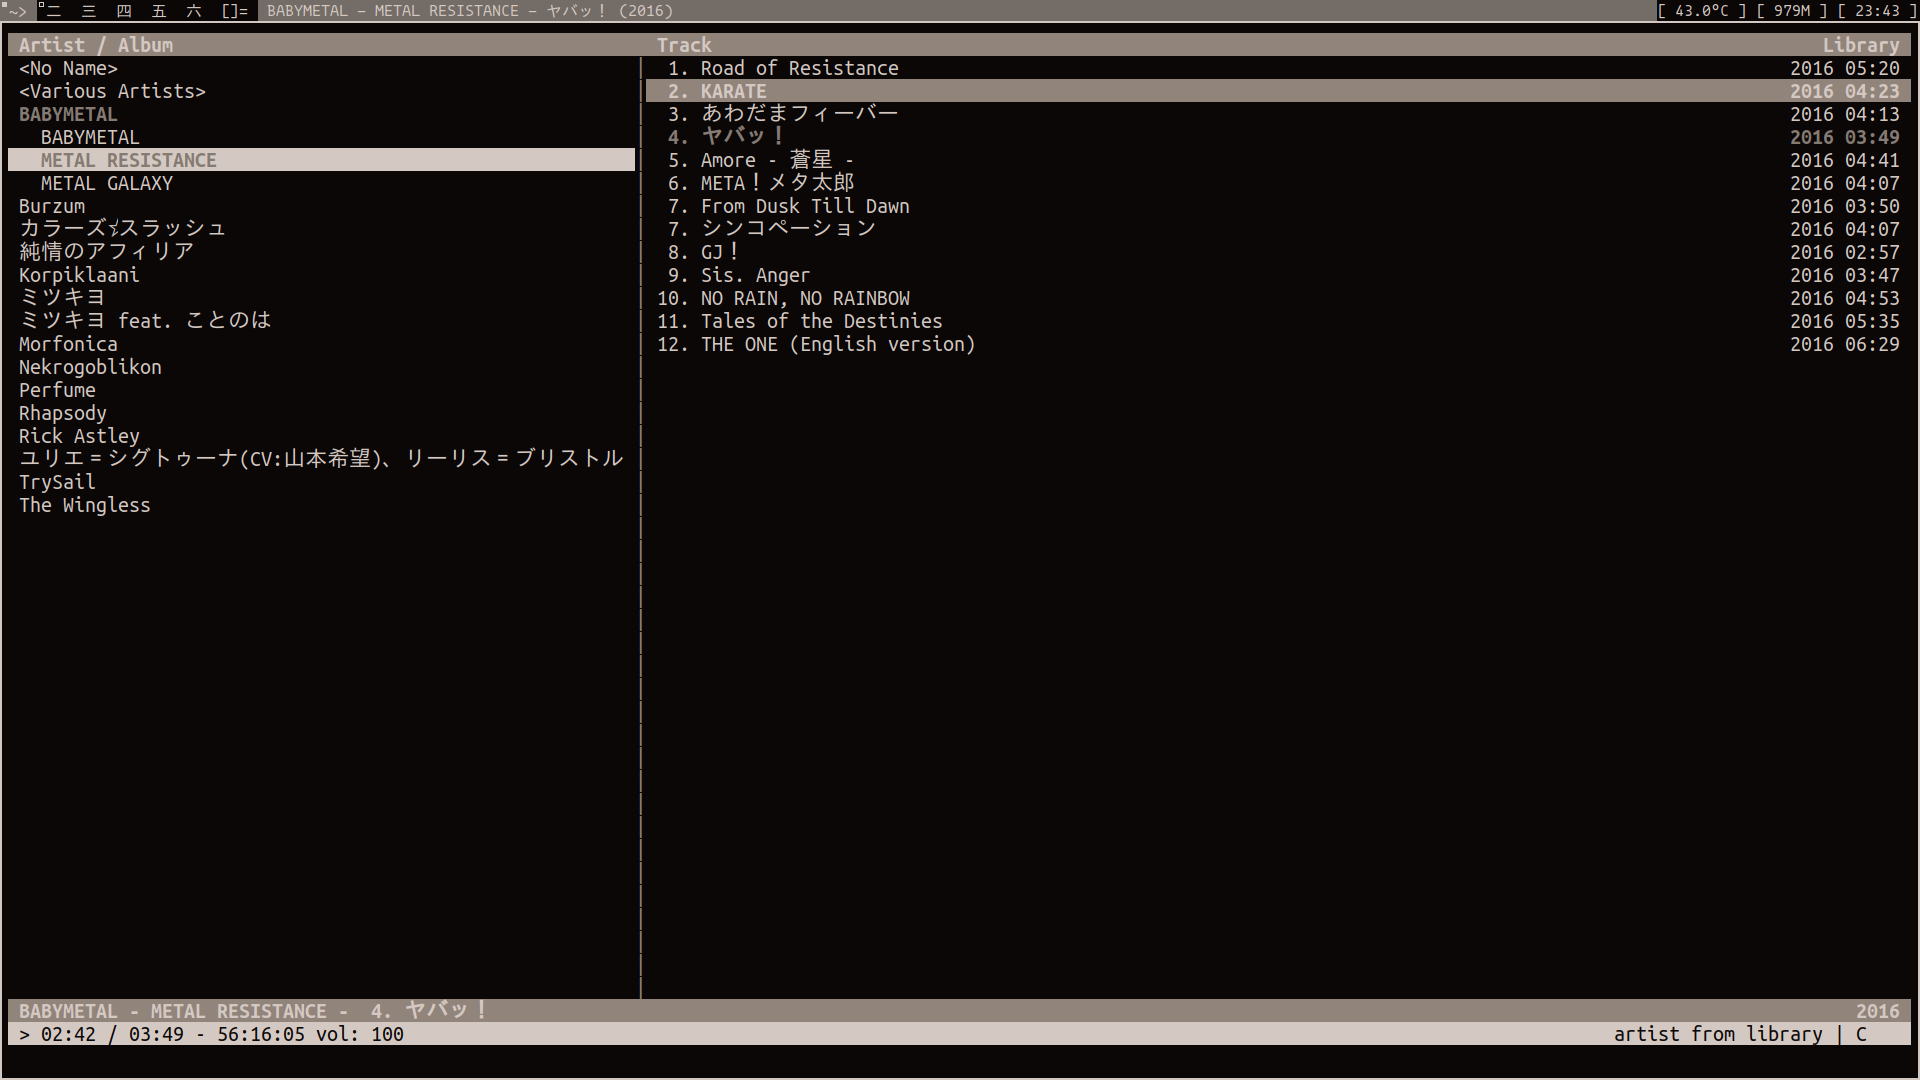 ~> 二 三 四 五 六 []= BABYMETAL – METAL RESISTANCE – ヤバッ！ (2016) [ 43.0°C ] [ 979M ] [ 23:43 ]
Artist / Album Track Library
<No Name> 1. Road of Resistance 2016 05:20
<Various Artists> 2. KARATE 2016 04:23
BABYMETAL 3. あわだまフィーバー 2016 04:13
BABYMETAL 4. ヤバッ！ 2016 03:49
METAL RESISTANCE 5. Amore - 蒼星 - 2016 04:41
METAL GALAXY 6. META！メタ太郎 2016 04:07
Burzum 7. From Dusk Till Dawn 2016 03:50
カラーズ☆スラッシュ 7. シンコペーション 2016 04:07
純情のアフィリア 8. GJ！ 2016 02:57
Korpiklaani 9. Sis. Anger 2016 03:47
ミツキヨ 10. NO RAIN, NO RAINBOW 2016 04:53
ミツキヨ feat. ことのは 11. Tales of the Destinies 2016 05:35
Morfonica 12. THE ONE (English version) 2016 06:29
Nekrogoblikon
Perfume
Rhapsody
Rick Astley
ユリエ＝シグトゥーナ(CV:山本希望)、リーリス＝ブリストル
TrySail
The Wingless
BABYMETAL - METAL RESISTANCE - 4. ヤバッ！ 2016
> 02:42 / 03:49 - 56:16:05 vol: 100 artist from library | C